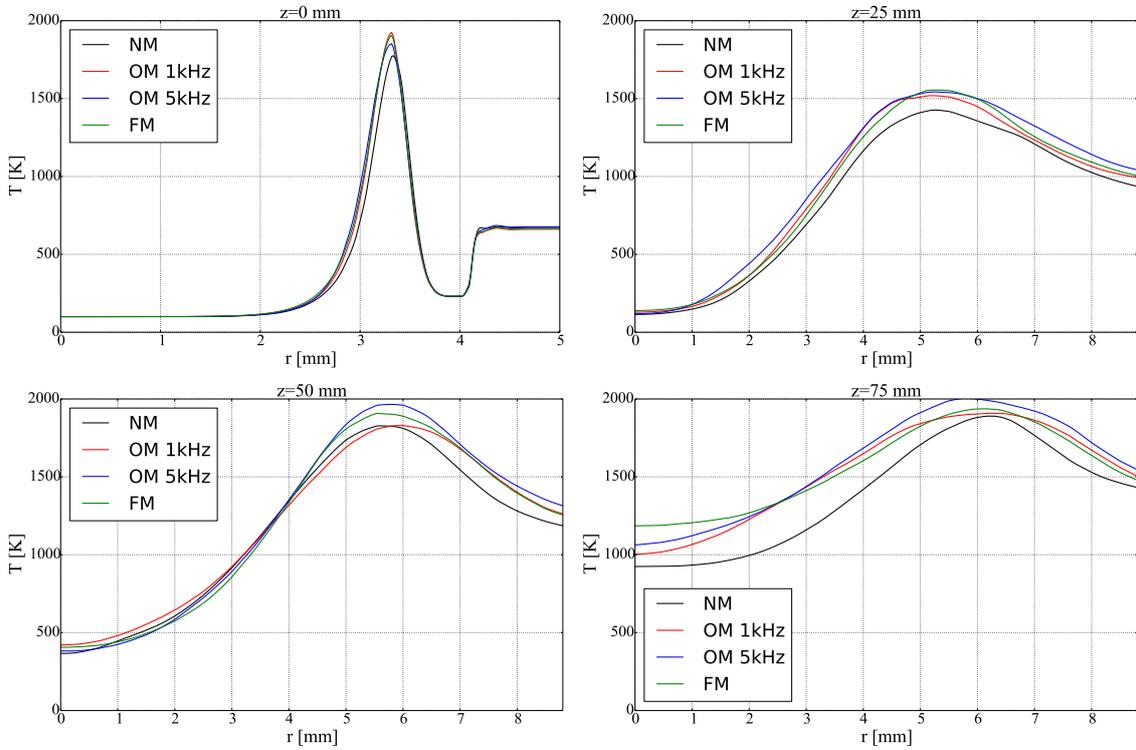 z=0 mm
2000
1500
1000
500
0
T [K]
NM
OM 1kHz
OM 5kHz
FM
0 1 2 3 4 5
r [mm]
z=25 mm
2000
1500
1000
500
0
T [K]
NM
OM 1kHz
OM 5kHz
FM
0 1 2 3 4 5 6 7 8
r [mm]
z=50 mm
2000
1500
1000
500
0
T [K]
NM
OM 1kHz
OM 5kHz
FM
0 1 2 3 4 5 6 7 8
r [mm]
z=75 mm
2000
1500
1000
500
0
T [K]
NM
OM 1kHz
OM 5kHz
FM
0 1 2 3 4 5 6 7 8
r [mm]